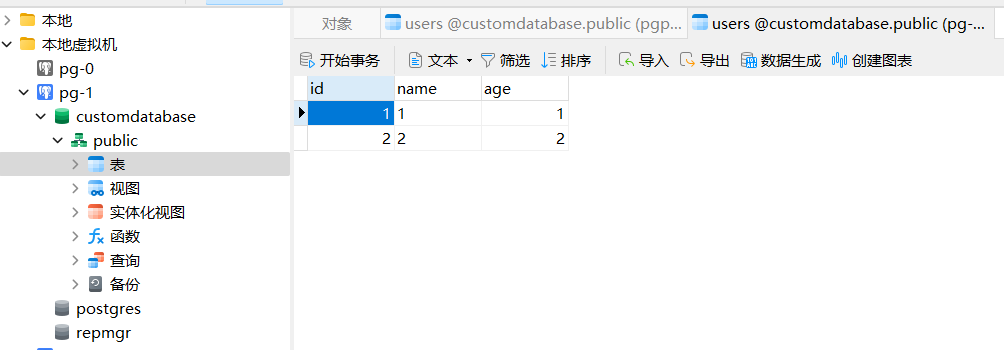 本地
本地虚拟机
pg-0
pg-1
customdatabase
public
表
视图
实体化视图
函数
查询
备份
postgres
repmgr
对象 users @customdatabase.public (pgp... users @customdatabase.public (pg-...
开始事务 文本 筛选 排序 导入 导出 数据生成 创建图表
id name age
1 1 1
2 2 2